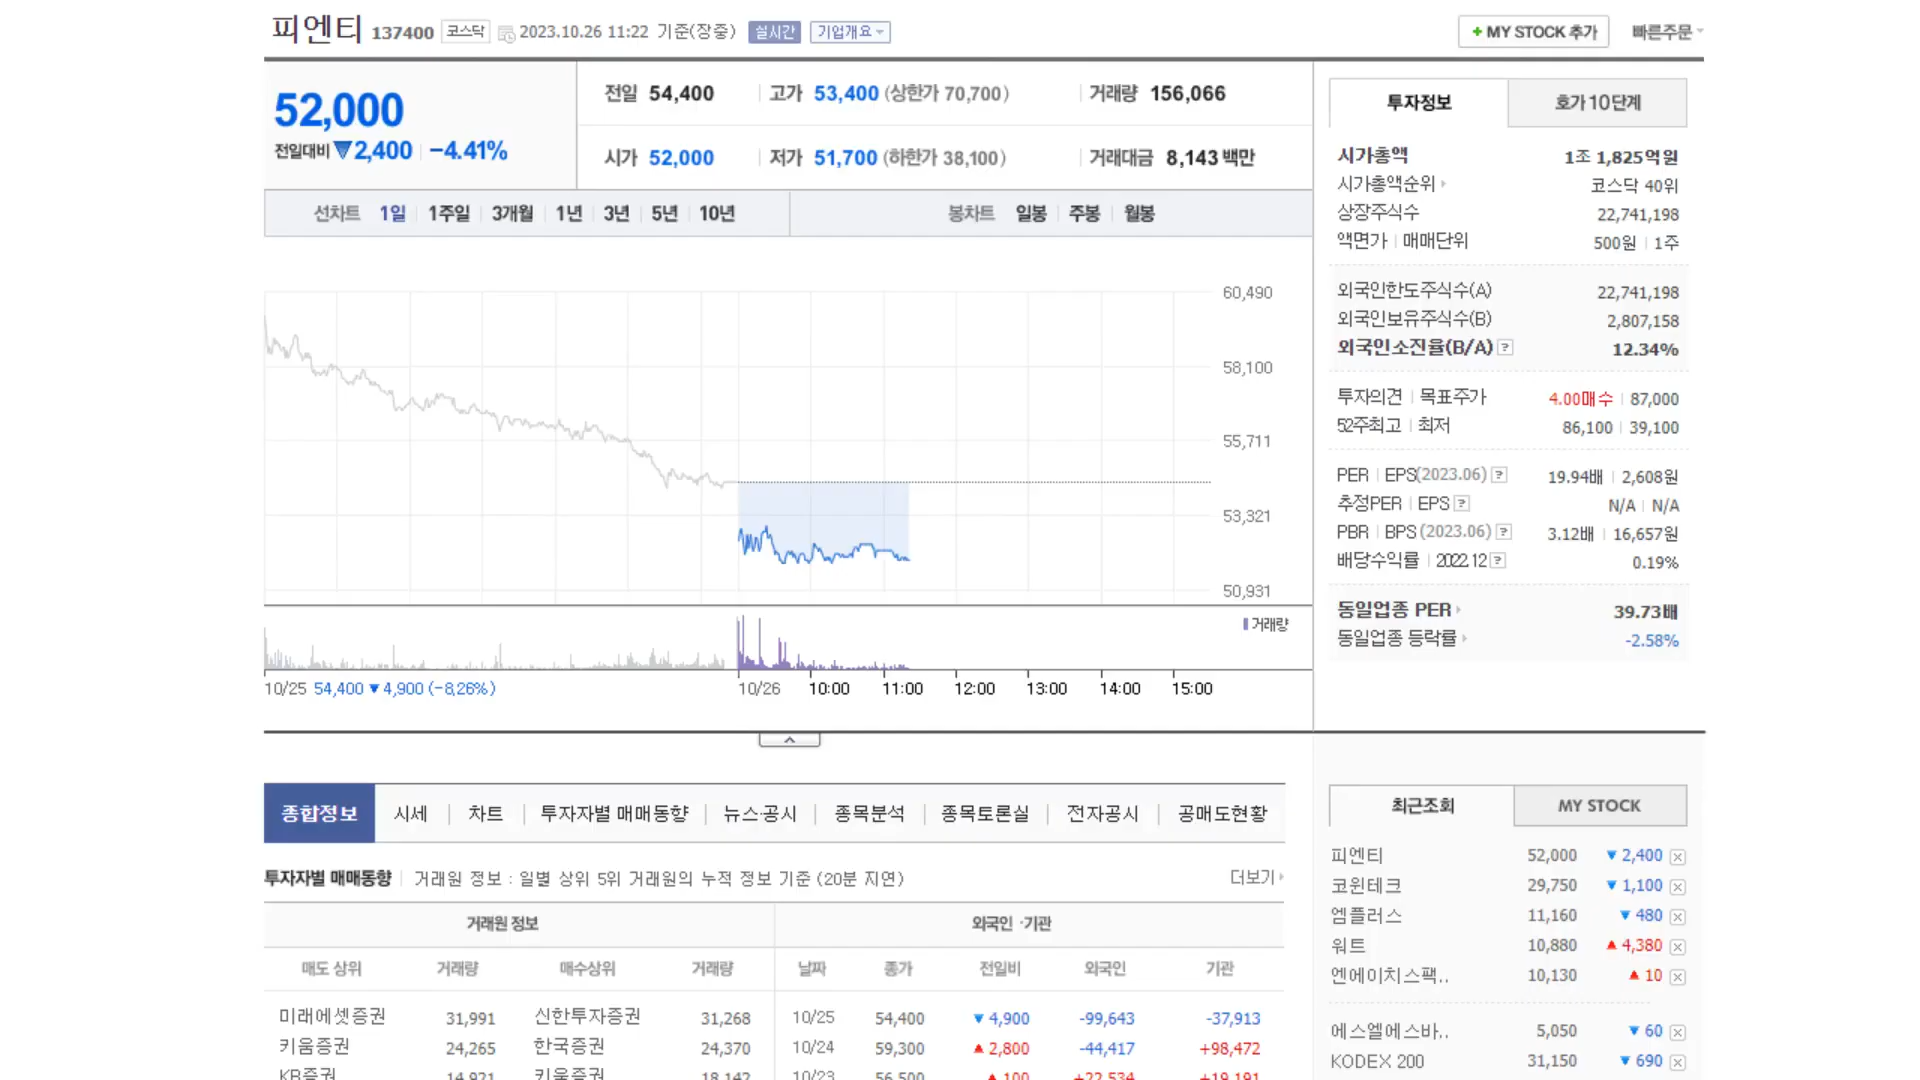 피엔티 137400 코스닥 2023.10.26 11:22 기준(장중) 실시간 기업개요
+ MY STOCK 추가 빠른주문
52,000
전일대비 ▼2,400 -4.41%
전일 54,400 고가 53,400 (상한가 70,700) 거래량 156,066
시가 52,000 저가 51,700 (하한가 38,100) 거래대금 8,143 백만
선차트 1일 1주일 3개월 1년 3년 5년 10년 봉차트 일봉 주봉 월봉
60,490
58,100
55,711
53,321
50,931
거래량
10/25 54,400 ▼4,900 (-8.26%) 10/26 10:00 11:00 12:00 13:00 14:00 15:00
투자정보 호가 10단계
시가총액 1조 1,825억원
시가총액순위 코스닥 40위
상장주식수 22,741,198
액면가 매매단위 500원 1주
외국인한도주식수(A) 22,741,198
외국인보유주식수(B) 2,807,158
외국인소진율(B/A) ? 12.34%
투자의견 목표주가 4.00매수 87,000
52주최고 최저 86,100 39,100
PER EPS(2023.06) ? 19.94배 2,608원
추정PER EPS ? N/A N/A
PBR BPS (2023.06) ? 3.12배 16,657원
배당수익률 2022.12 ? 0.19%
동일업종 PER 39.73배
동일업종 등락률 -2.58%
종합정보 시세 차트 투자자별 매매동향 뉴스·공시 종목분석 종목토론실 전자공시 공매도현황
투자자별 매매동향 거래원 정보 : 일별 상위 5위 거래원의 누적 정보 기준 (20분 지연) 더보기
거래원 정보 외국인·기관
매도 상위 거래량 매수상위 거래량 날짜 종가 전일비 외국인 기관
미래에셋증권 31,991 신한투자증권 31,268 10/25 54,400 ▼4,900 -99,643 -37,913
키움증권 24,265 한국증권 24,370 10/24 59,300 ▲2,800 -44,417 +98,472
KB증권 14,921 키움증권 18,142 10/23 56,500 ▲100 +22,534 +19,191
최근조회 MY STOCK
피엔티 52,000 ▼2,400
코윈테크 29,750 ▼1,100
엠플러스 11,160 ▼480
워트 10,880 ▲4,380
엔에이치스팩.. 10,130 ▲10
에스엘에스바.. 5,050 ▼60
KODEX 200 31,150 ▼690